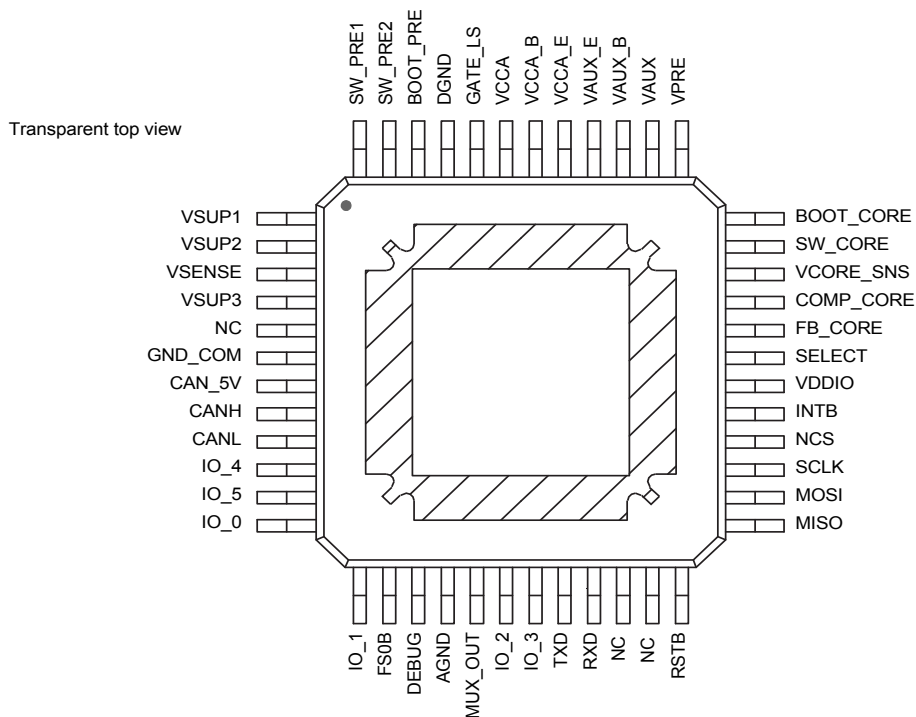 SW_PRE1
SW_PRE2
BOOT_PRE
DGND
GATE_LS
VCCA
VCCA_B
VCCA_E
VAUX_E
VAUX_B
VAUX
VPRE
Transparent top view
VSUP1
VSUP2
VSENSE
VSUP3
NC
GND_COM
CAN_5V
CANH
CANL
IO_4
IO_5
IO_0
BOOT_CORE
SW_CORE
VCORE_SNS
COMP_CORE
FB_CORE
SELECT
VDDIO
INTB
NCS
SCLK
MOSI
MISO
IO_1
FS0B
DEBUG
AGND
MUX_OUT
IO_2
IO_3
TXD
RXD
NC
NC
RSTB